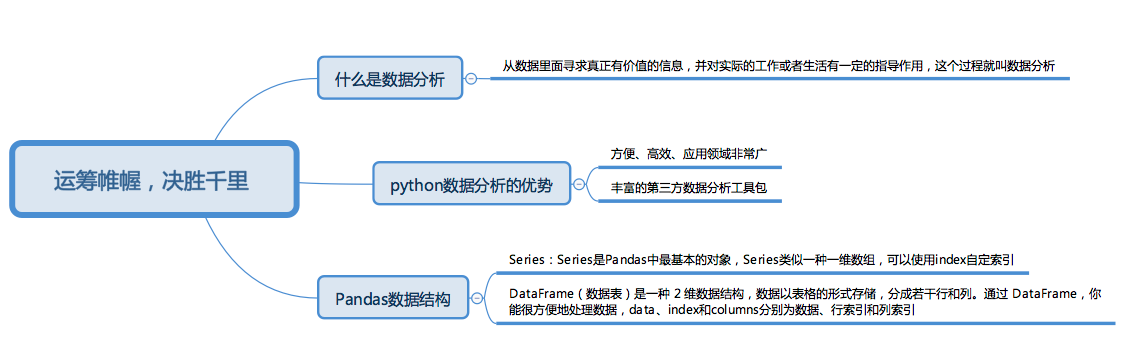 运筹帷幄，决胜千里
什么是数据分析
从数据里面寻求真正有价值的信息，并对实际的工作或者生活有一定的指导作用，这个过程就叫数据分析
python数据分析的优势
方便、高效、应用领域非常广
丰富的第三方数据分析工具包
Pandas数据结构
Series：Series是Pandas中最基本的对象，Series类似一种一维数组，可以使用index自定索引
DataFrame（数据表）是一种 2 维数据结构，数据以表格的形式存储，分成若干行和列。通过 DataFrame，你
能很方便地处理数据，data、index和columns分别为数据、行索引和列索引